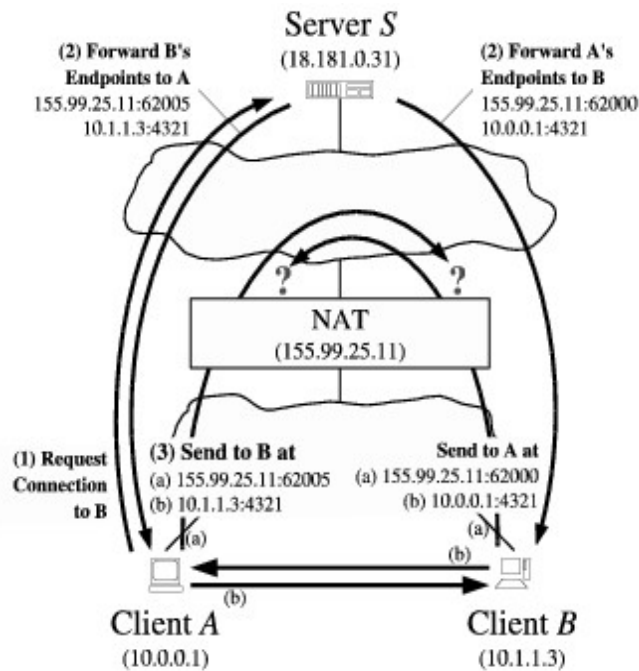 Server S
(18.181.0.31)
(2) Forward B's
Endpoints to A
155.99.25.11:62005
10.1.1.3:4321
(2) Forward A's
Endpoints to B
155.99.25.11:62000
10.0.0.1:4321
?
?
NAT
(155.99.25.11)
(1) Request
Connection
to B
(3) Send to B at
(a) 155.99.25.11:62005
(b) 10.1.1.3:4321
Send to A at
(a) 155.99.25.11:62000
(b) 10.0.0.1:4321
(a)
(a)
(b)
(b)
Client A
(10.0.0.1)
Client B
(10.1.1.3)